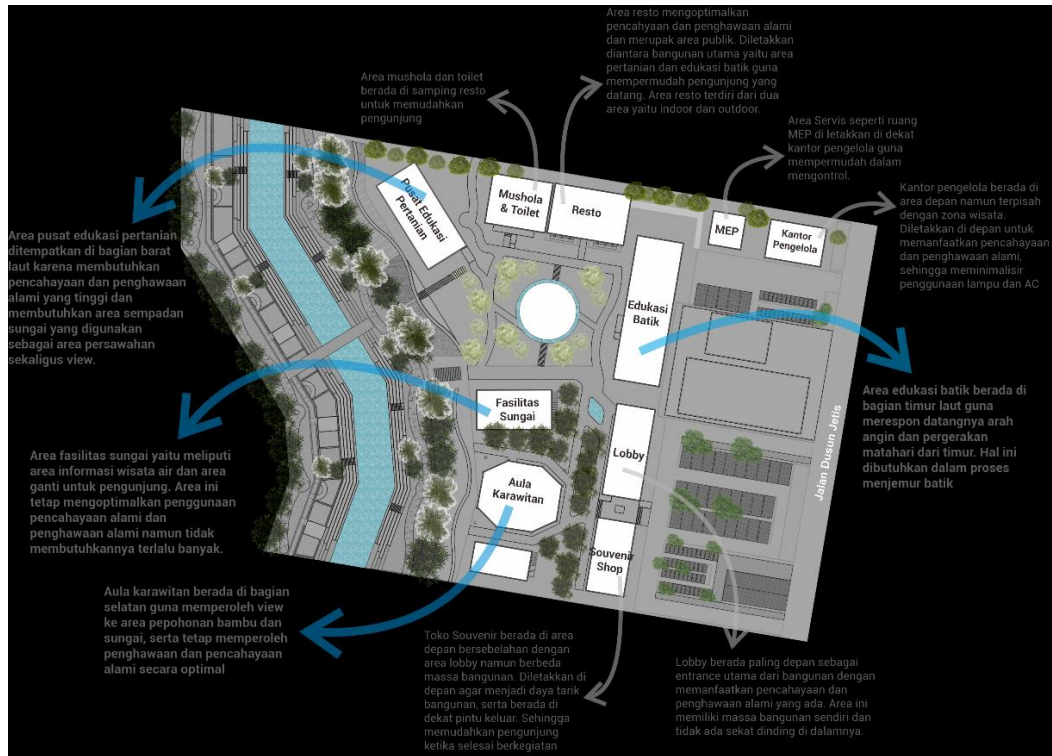 Area resto mengoptimalkan
pencahyaan dan penghawaan alami
dan merupak area publik. Diletakkan
diantara bangunan utama yaitu area
pertanian dan edukasi batik guna
mempermudah pengunjung yang
datang. Area resto terdiri dari dua
area yaitu indoor dan outdoor.
Area mushola dan toilet
berada di samping resto
untuk memudahkan
pengunjung
Area Servis seperti ruang
MEP di letakkan di dekat
kantor pengelola guna
mempermudah dalam
mengontrol.
Kantor pengelola berada di
area depan namun terpisah
dengan zona wisata.
Diletakkan di depan untuk
memanfaatkan pencahayaan
dan penghawaan alami,
sehingga meminimalisir
penggunaan lampu dan AC
Pusat Edukasi
Pertanian
Mushola
& Toilet
Resto
MEP
Kantor
Pengelola
Area pusat edukasi pertanian
ditempatkan di bagian barat
laut karena membutuhkan
pencahayaan dan penghawaan
alami yang tinggi dan
membutuhkan area sempadan
sungai yang digunakan
sebagai area persawahan
sekaligus view.
Edukasi
Batik
Area edukasi batik berada di
bagian timur laut guna
merespon datangnya arah
angin dan pergerakan
matahari dari timur. Hal ini
dibutuhkan dalam proses
menjemur batik
Jalan Dusun Jetis
Fasilitas
Sungai
Lobby
Aula
Karawitan
Souvenir
Shop
Area fasilitas sungai yaitu meliputi
area informasi wisata air dan area
ganti untuk pengunjung. Area ini
tetap mengoptimalkan penggunaan
pencahayaan alami dan
penghawaan alami namun tidak
membutuhkannya terlalu banyak.
Aula karawitan berada di bagian
selatan guna memperoleh view
ke area pepohonan bambu dan
sungai, serta tetap memperoleh
penghawaan dan pencahayaan
alami secara optimal
Toko Souvenir berada di area
depan bersebelahan dengan
area lobby namun berbeda
massa bangunan. Diletakkan di
depan agar menjadi daya tarik
bangunan, serta berada di
dekat pintu keluar. Sehingga
memudahkan pengunjung
ketika selesai berkegiatan
Lobby berada paling depan sebagai
entrance utama dari bangunan dengan
memanfaatkan pencahayaan dan
penghawaan alami yang ada. Area ini
memiliki massa bangunan sendiri dan
tidak ada sekat dinding di dalamnya.